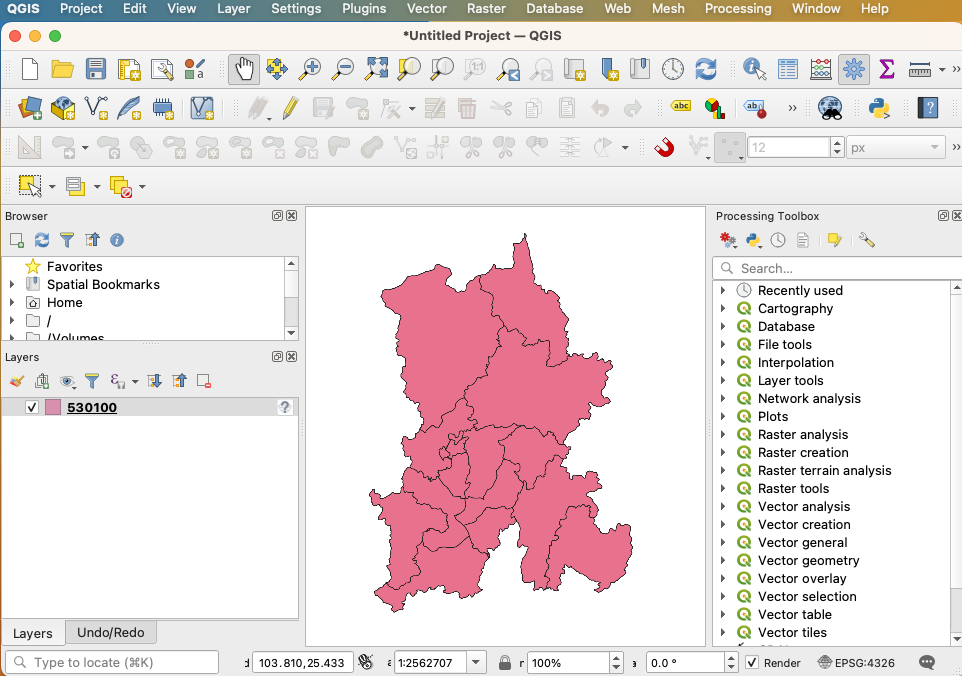 QGIS Project Edit View Layer Settings Plugins Vector Raster Database Web Mesh Processing Window Help
*Untitled Project — QGIS
a
1:1
Σ
abc
ab
?
12
px
Browser
Favorites
Spatial Bookmarks
Home
/
/Volumes
Layers
ε
530100
?
Layers
Undo/Redo
Processing Toolbox
Search...
Recently used
Cartography
Database
File tools
Interpolation
Layer tools
Network analysis
Plots
Raster analysis
Raster creation
Raster terrain analysis
Raster tools
Vector analysis
Vector creation
Vector general
Vector geometry
Vector overlay
Vector selection
Vector table
Vector tiles
Type to locate (⌘K)
103.810,25.433
1:2562707
100%
0.0 °
Render
EPSG:4326